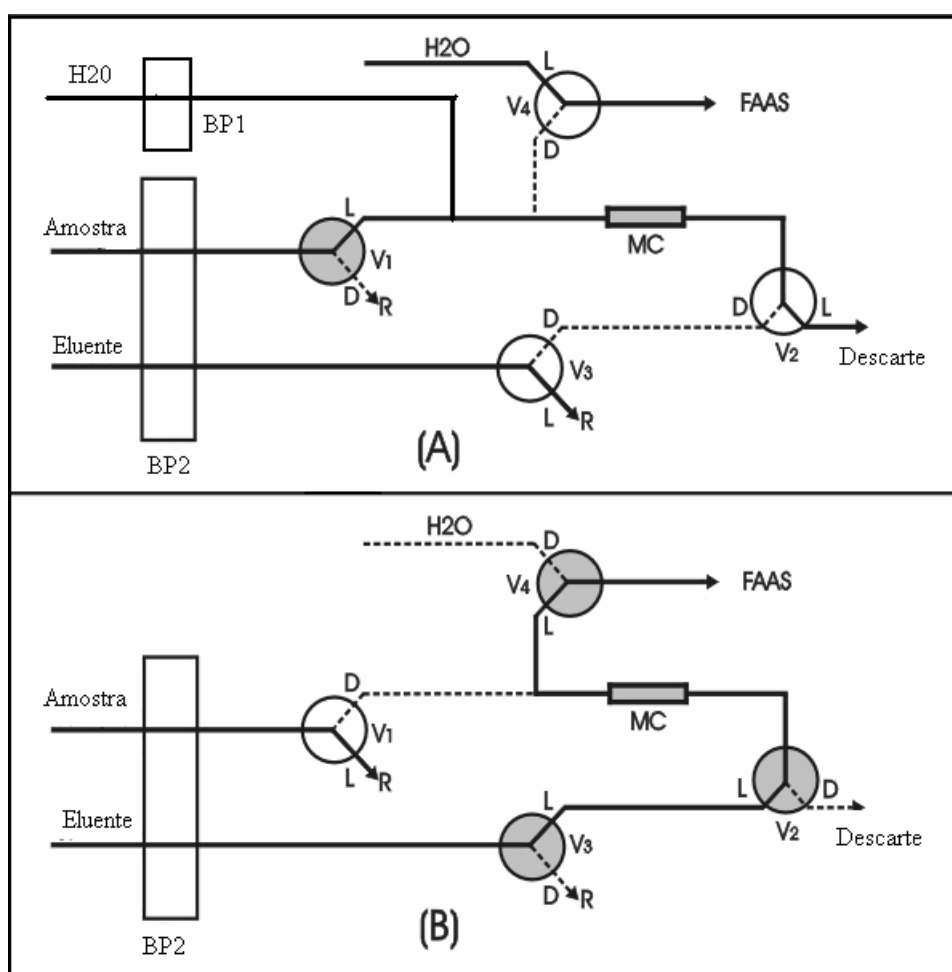 H2O
L
H20
V4
FAAS
BP1
D
Amostra
L
V1
MC
D
R
D
D
L
Eluente
V3
V2
Descarte
L
R
(A)
BP2
H2O
D
V4
FAAS
L
Amostra
D
V1
MC
L
R
L
D
Eluente
L
V3
V2
Descarte
D
R
(B)
BP2